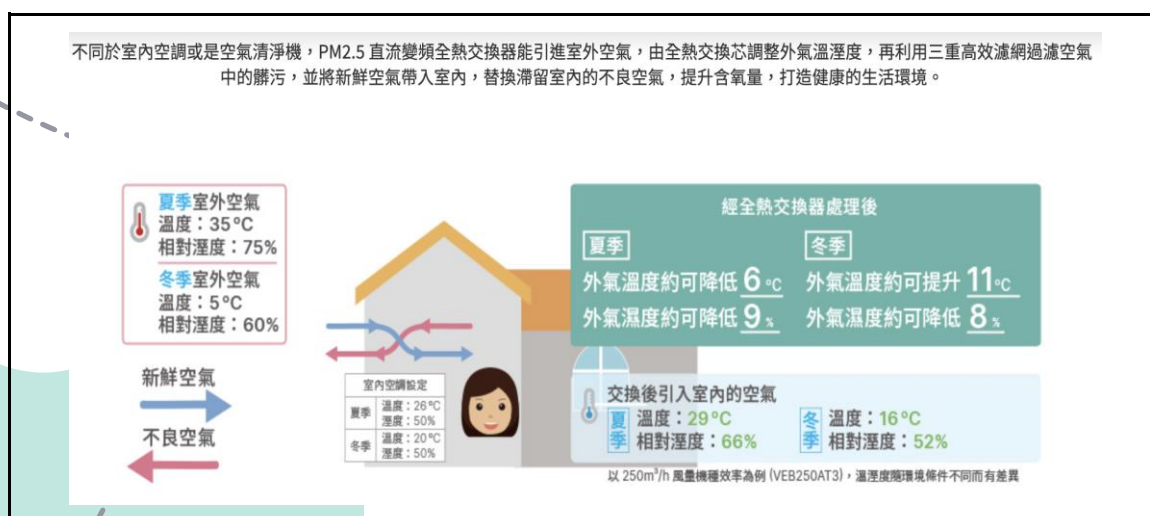 不同於室內空調或是空氣清淨機，PM2.5 直流變頻全熱交換器能引進室外空氣，由全熱交換芯調整外氣溫溼度，再利用三重高效濾網過濾空氣
中的髒污，並將新鮮空氣帶入室內，替換滯留室內的不良空氣，提升含氧量，打造健康的生活環境。
夏季室外空氣
溫度：35°C
相對溼度：75%
冬季室外空氣
溫度：5°C
相對溼度：60%
新鮮空氣
不良空氣
室內空調設定
夏季
溫度：26°C
溼度：50%
冬季
溫度：20°C
溼度：50%
經全熱交換器處理後
夏季
外氣溫度約可降低 6 °C
外氣濕度約可降低 9 %
冬季
外氣溫度約可提升 11 °C
外氣濕度約可降低 8 %
交換後引入室內的空氣
夏季
溫度：29°C
相對溼度：66%
冬季
溫度：16°C
相對溼度：52%
以 250m³/h 風量機種效率為例 (VEB250AT3)，溫溼度隨環境條件不同而有差異